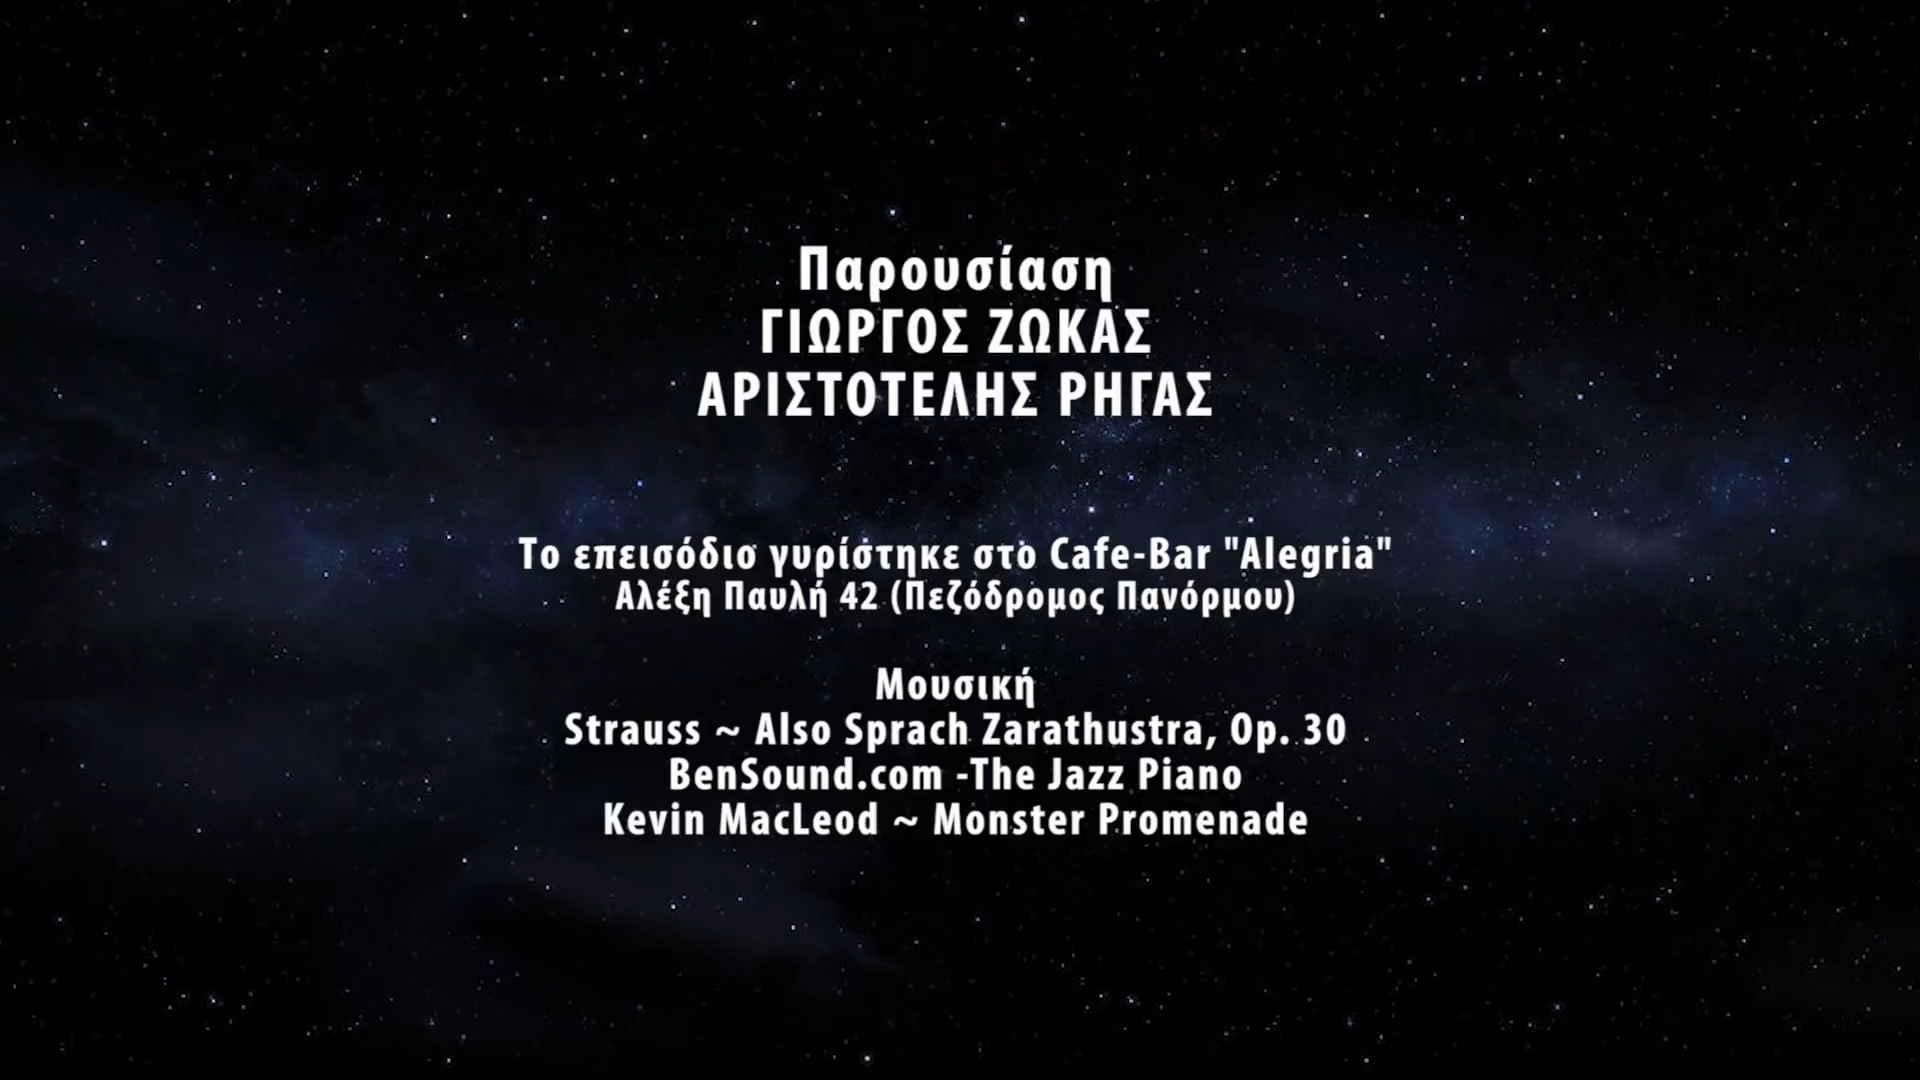 Παρουσίαση
ΓΙΩΡΓΟΣ ΖΩΚΑΣ
ΑΡΙΣΤΟΤΕΛΗΣ ΡΗΓΑΣ
Το επεισόδιο γυρίστηκε στο Cafe-Bar "Alegria"
Αλέξη Παυλή 42 (Πεζόδρομος Πανόρμου)
Μουσική
Strauss ~ Also Sprach Zarathustra, Op. 30
BenSound.com -The Jazz Piano
Kevin MacLeod ~ Monster Promenade